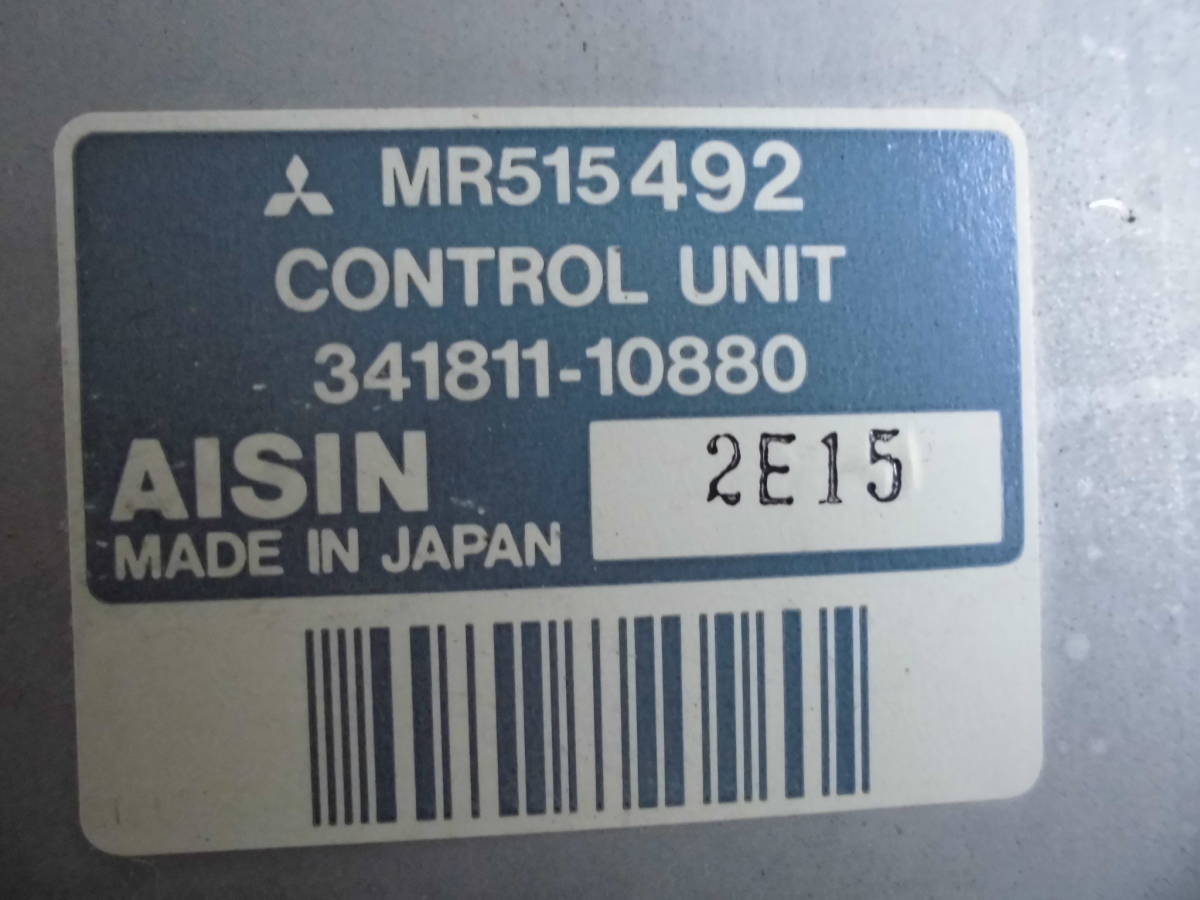 MR515492
CONTROL UNIT
341811-10880
AISIN
2E15
MADE IN JAPAN